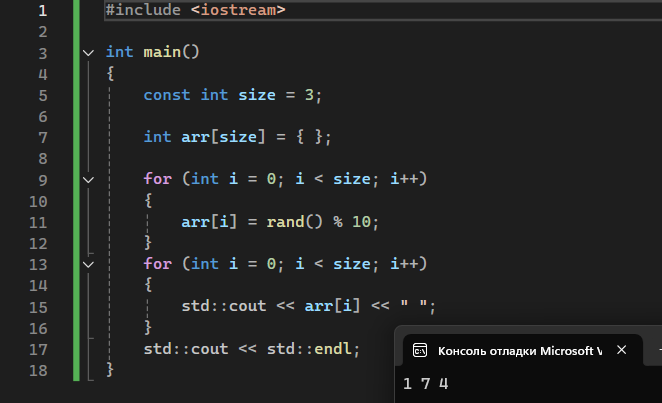 1 #include <iostream>
2
3 int main()
4 {
5     const int size = 3;
6
7     int arr[size] = { };
8
9     for (int i = 0; i < size; i++)
10     {
11         arr[i] = rand() % 10;
12     }
13     for (int i = 0; i < size; i++)
14     {
15         std::cout << arr[i] << " ";
16     }
17     std::cout << std::endl;
18 }
Консоль отладки Microsoft V
1 7 4